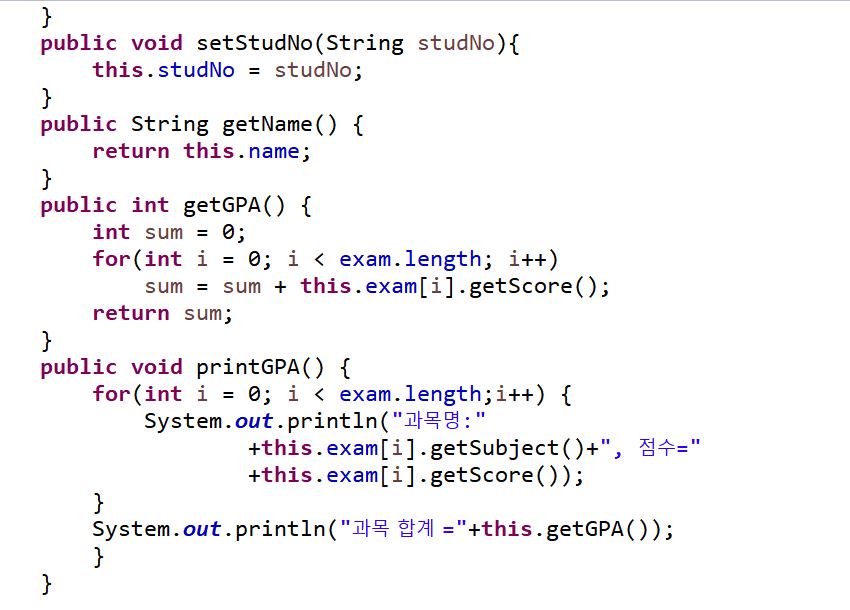 }
public void setStudNo(String studNo){
this.studNo = studNo;
}
public String getName() {
return this.name;
}
public int getGPA() {
int sum = 0;
for(int i = 0; i < exam.length; i++)
sum = sum + this.exam[i].getScore();
return sum;
}
public void printGPA() {
for(int i = 0; i < exam.length;i++) {
System.out.println("과목명:"
+this.exam[i].getSubject()+", 점수="
+this.exam[i].getScore());
}
System.out.println("과목 합계 ="+this.getGPA());
}
}